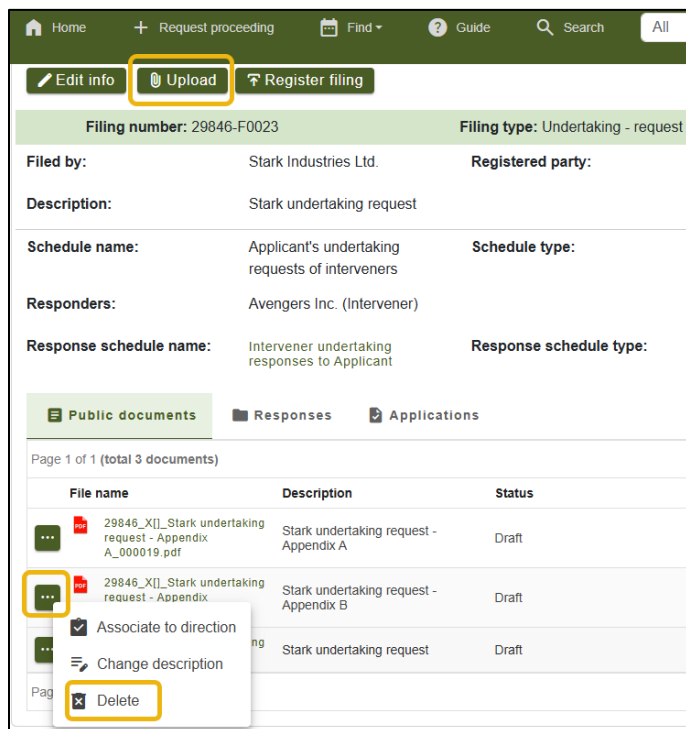 Home
Request proceeding
Find
Guide
Search
All
Edit info
Upload
Register filing
Filing number: 29846-F0023
Filing type: Undertaking - request
Filed by:
Stark Industries Ltd.
Registered party:
Description:
Stark undertaking request
Schedule name:
Applicant's undertaking
requests of interveners
Schedule type:
Responders:
Avengers Inc. (Intervener)
Response schedule name:
Intervener undertaking
responses to Applicant
Response schedule type:
Public documents
Responses
Applications
Page 1 of 1 (total 3 documents)
File name
Description
Status
PDF
29846_X[]_Stark undertaking
request - Appendix
A_000019.pdf
Stark undertaking request -
Appendix A
Draft
PDF
29846_X[]_Stark undertaking
request - Appendix
Stark undertaking request -
Appendix B
Draft
Associate to direction
ng
Stark undertaking request
Draft
Change description
Pag
Delete